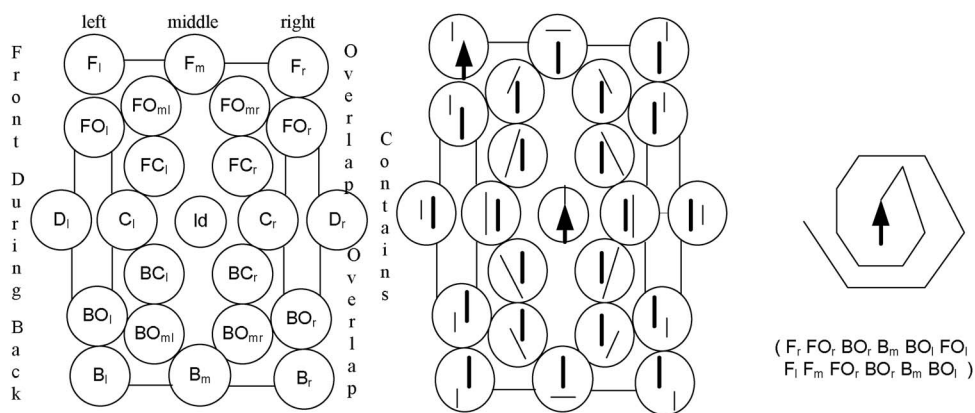 left middle right
Front During Back
Overlap Overlap
Contains
Fl Fm Fr
FOml FOmr
FOl FOr
FCl FCr
Dl Cl Id Cr Dr
BCl BCr
BOl BOr
BOml BOmr
Bl Bm Br
( Fr FOr BOr Bm BOl FOl
Fl Fm FOr BOr Bm BOl )